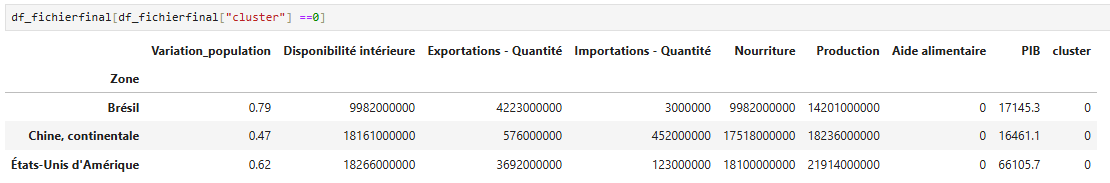 df_fichierfinal[df_fichierfinal["cluster"] ==0]
Variation_population Disponibilité intérieure Exportations - Quantité Importations - Quantité Nourriture Production Aide alimentaire PIB cluster
Zone
Brésil 0.79 9982000000 4223000000 3000000 9982000000 14201000000 0 17145.3 0
Chine, continentale 0.47 18161000000 576000000 452000000 17518000000 18236000000 0 16461.1 0
États-Unis d'Amérique 0.62 18266000000 3692000000 123000000 18100000000 21914000000 0 66105.7 0